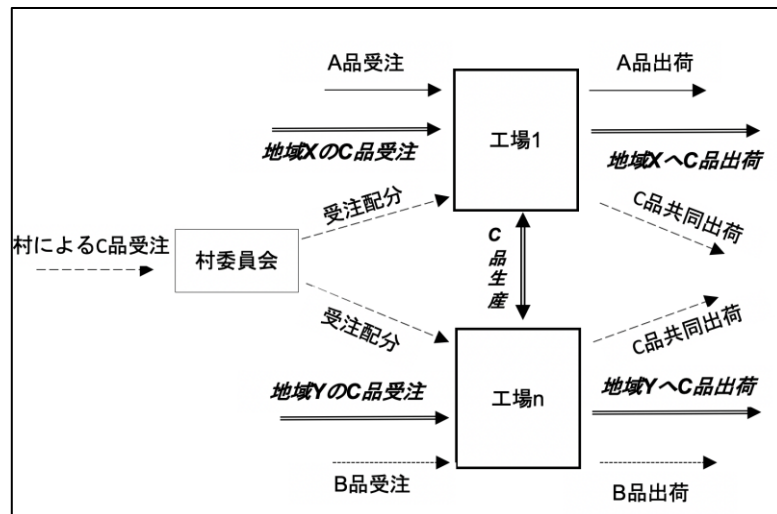 A品受注
A品出荷
地域XのC品受注
工場1
地域XへC品出荷
受注配分
C品共同出荷
村によるC品受注
村委員会
C品生産
受注配分
C品共同出荷
地域YのC品受注
工場n
地域YへC品出荷
B品受注
B品出荷